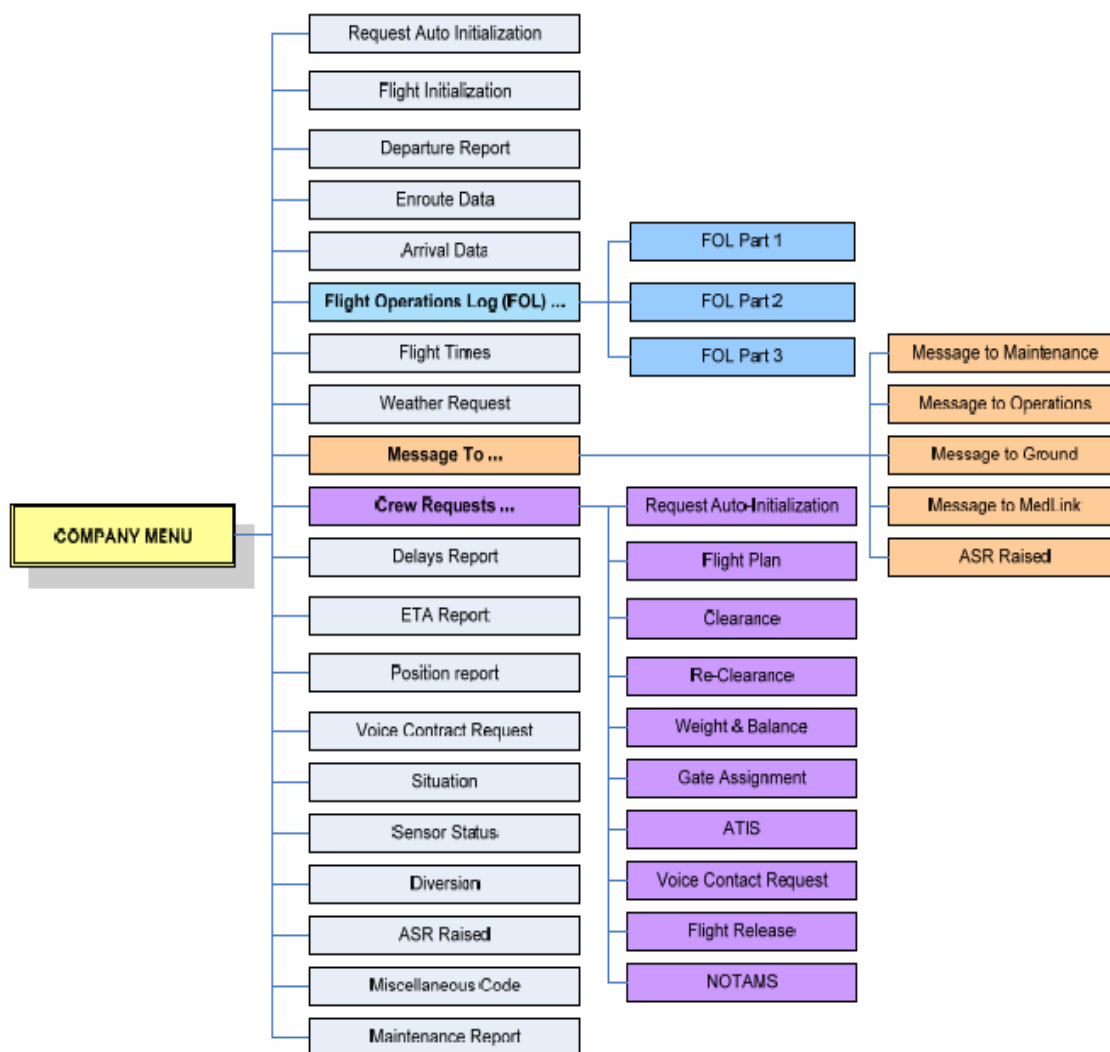 Request Auto Initialization
Flight Initialization
Departure Report
Enroute Data
Arrival Data
Flight Operations Log (FOL) ...
Flight Times
Weather Request
Message To ...
Crew Requests ...
Delays Report
ETA Report
Position report
Voice Contract Request
Situation
Sensor Status
Diversion
ASR Raised
Miscellaneous Code
Maintenance Report
COMPANY MENU
FOL Part 1
FOL Part 2
FOL Part 3
Message to Maintenance
Message to Operations
Message to Ground
Message to MedLink
ASR Raised
Request Auto-Initialization
Flight Plan
Clearance
Re-Clearance
Weight & Balance
Gate Assignment
ATIS
Voice Contact Request
Flight Release
NOTAMS